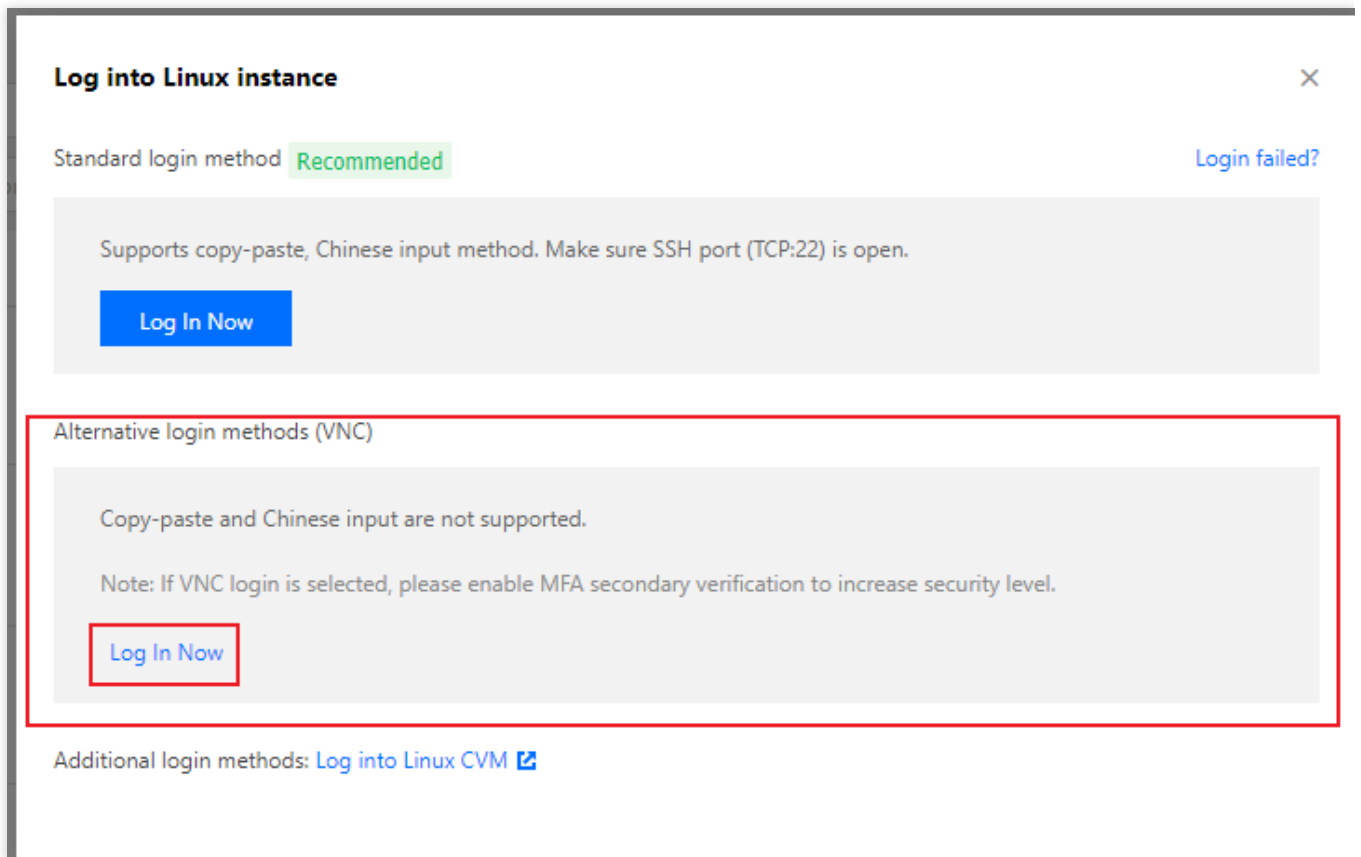 Log into Linux instance
Standard login method Recommended
Login failed?
Supports copy-paste, Chinese input method. Make sure SSH port (TCP:22) is open.
Log In Now
Alternative login methods (VNC)
Copy-paste and Chinese input are not supported.
Note: If VNC login is selected, please enable MFA secondary verification to increase security level.
Log In Now
Additional login methods: Log into Linux CVM